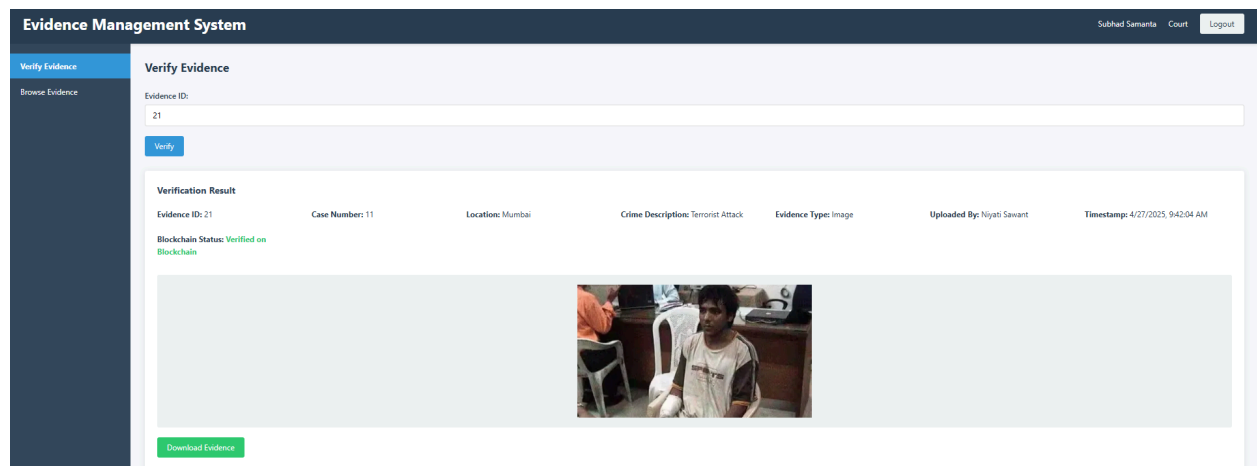 Evidence Management System
Subhad Samanta Court Logout
Verify Evidence
Browse Evidence
Verify Evidence
Evidence ID:
21
Verify
Verification Result
Evidence ID: 21 Case Number: 11 Location: Mumbai Crime Description: Terrorist Attack Evidence Type: Image Uploaded By: Niyati Sawant Timestamp: 4/27/2025, 9:42:04 AM
Blockchain Status: Verified on
Blockchain
SPORTS
Download Evidence